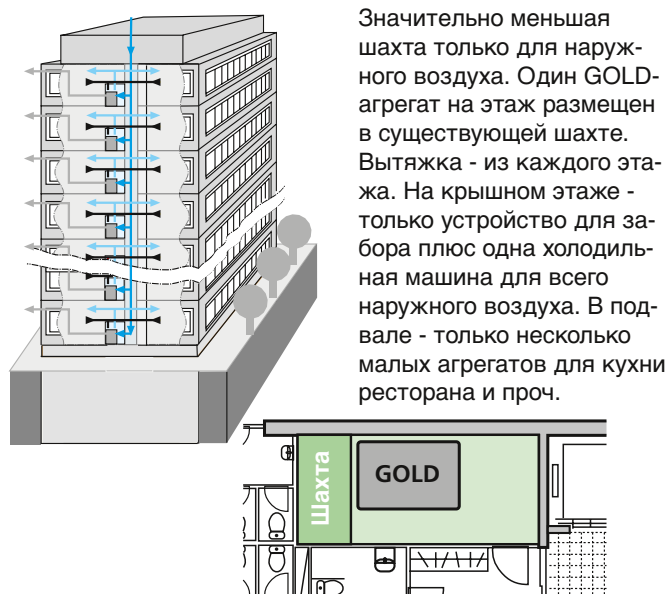 Значительно меньшая
шахта только для наруж-
ного воздуха. Один GOLD-
агрегат на этаж размещен
в существующей шахте.
Вытяжка - из каждого эта-
жа. На крышном этаже -
только устройство для за-
бора плюс одна холодиль-
ная машина для всего
наружного воздуха. В под-
вале - только несколько
малых агрегатов для кухни
ресторана и проч.
Шахта
GOLD